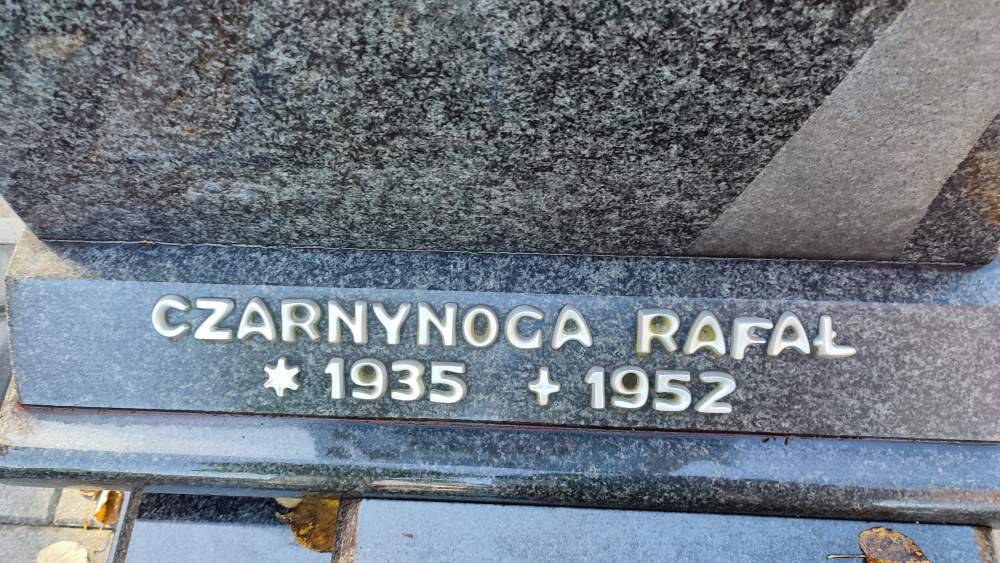 CZARNYNOGA RAFAŁ
* 1935 + 1952